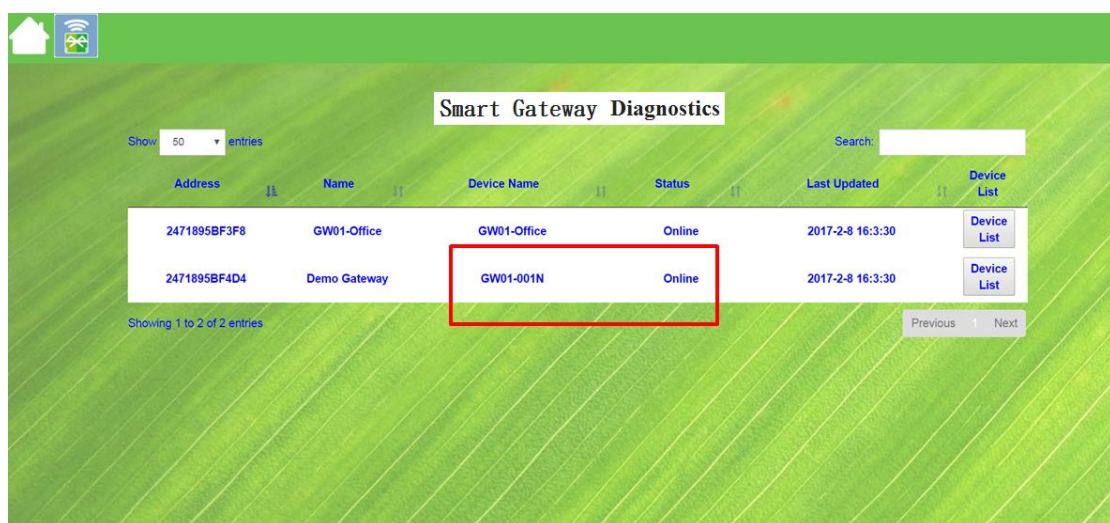 Smart Gateway Diagnostics
Show 50 entries
Search:
Address Name Device Name Status Last Updated Device List
2471895BF3F8 GW01-Office GW01-Office Online 2017-2-8 16:3:30 Device List
2471895BF4D4 Demo Gateway GW01-001N Online 2017-2-8 16:3:30 Device List
Showing 1 to 2 of 2 entries
Previous 1 Next